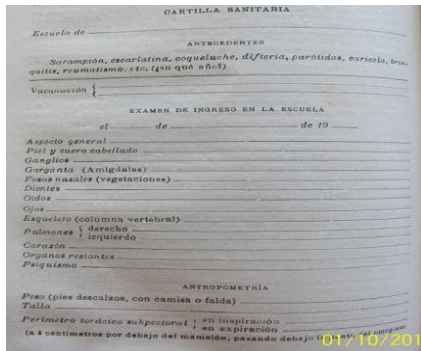 CARTILLA SANITARIA
Escuela de
ANTECEDENTES
Sarampión, escarlatina, coqueluche, difteria, parótidas, varicela, bron-
quitis, reumatismo, etc. (¿en qué año?)
Vacunación {
EXAMEN DE INGRESO EN LA ESCUELA
el de de 19
Aspecto general
Piel y cuero cabelludo
Ganglios
Garganta (Amígdalas)
Fosas nasales (vegetaciones)
Dientes
Oídos
Ojos
Esqueleto (columna vertebral)
Pulmones { derecho
izquierdo
Corazón
Organos restantes
Psiquismo
ANTROPOMETRÍA
Peso (pies descalzos, con camisa o falda)
Talla
Perímetro torácico subpectoral ; en inspiración
en expiración
(a 4 centímetros por debajo del mamelón, pasando debajo del omoplato
01/10/201